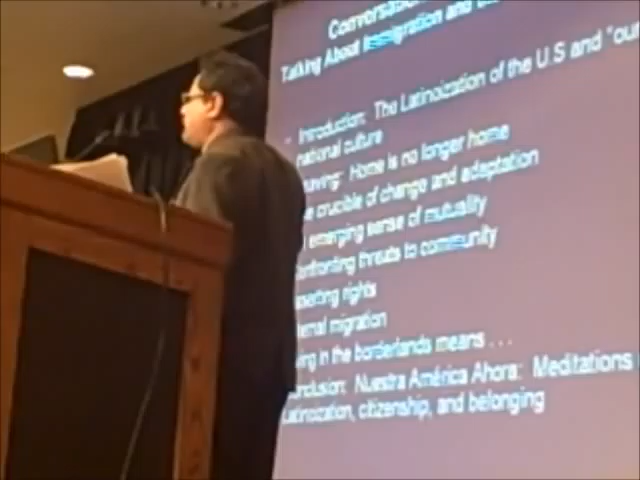 Talking About Immigration and
Introduction: The Latinoization of the U.S and "our
national culture
Home is no longer home
crucible of change and adaptation
emerging sense of mutuality
threats to community
rights
migration
in the borderlands means . . .
Nuestra América Ahora: Meditations
Latinoization, citizenship, and belonging